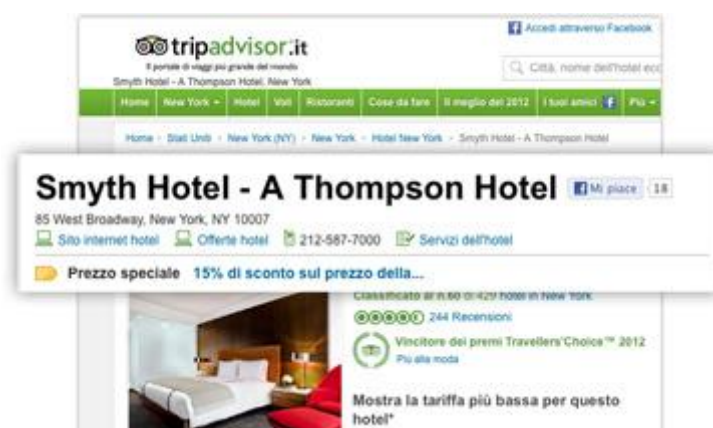 tripadvisor.it
Accedi attraverso Facebook
Il portale di viaggi più grande del mondo
Smyth Hotel - A Thompson Hotel, New York
Città, nome dell'hotel ecc
Home New York Hotel Voli Ristoranti Cose da fare Il meglio del 2012 I tuoi amici Più
Home Stati Uniti New York (NY) New York Hotel New York Smyth Hotel - A Thompson Hotel
Smyth Hotel - A Thompson Hotel Mi piace 18
85 West Broadway, New York, NY 10007
Sito internet hotel Offerte hotel 212-587-7000 Servizi dell'hotel
Prezzo speciale 15% di sconto sul prezzo della...
Classificato al n.60 di 429 hotel in New York
244 Recensioni
Vincitore dei premi Travellers'Choice™ 2012
Più alla moda
Mostra la tariffa più bassa per questo
hotel*